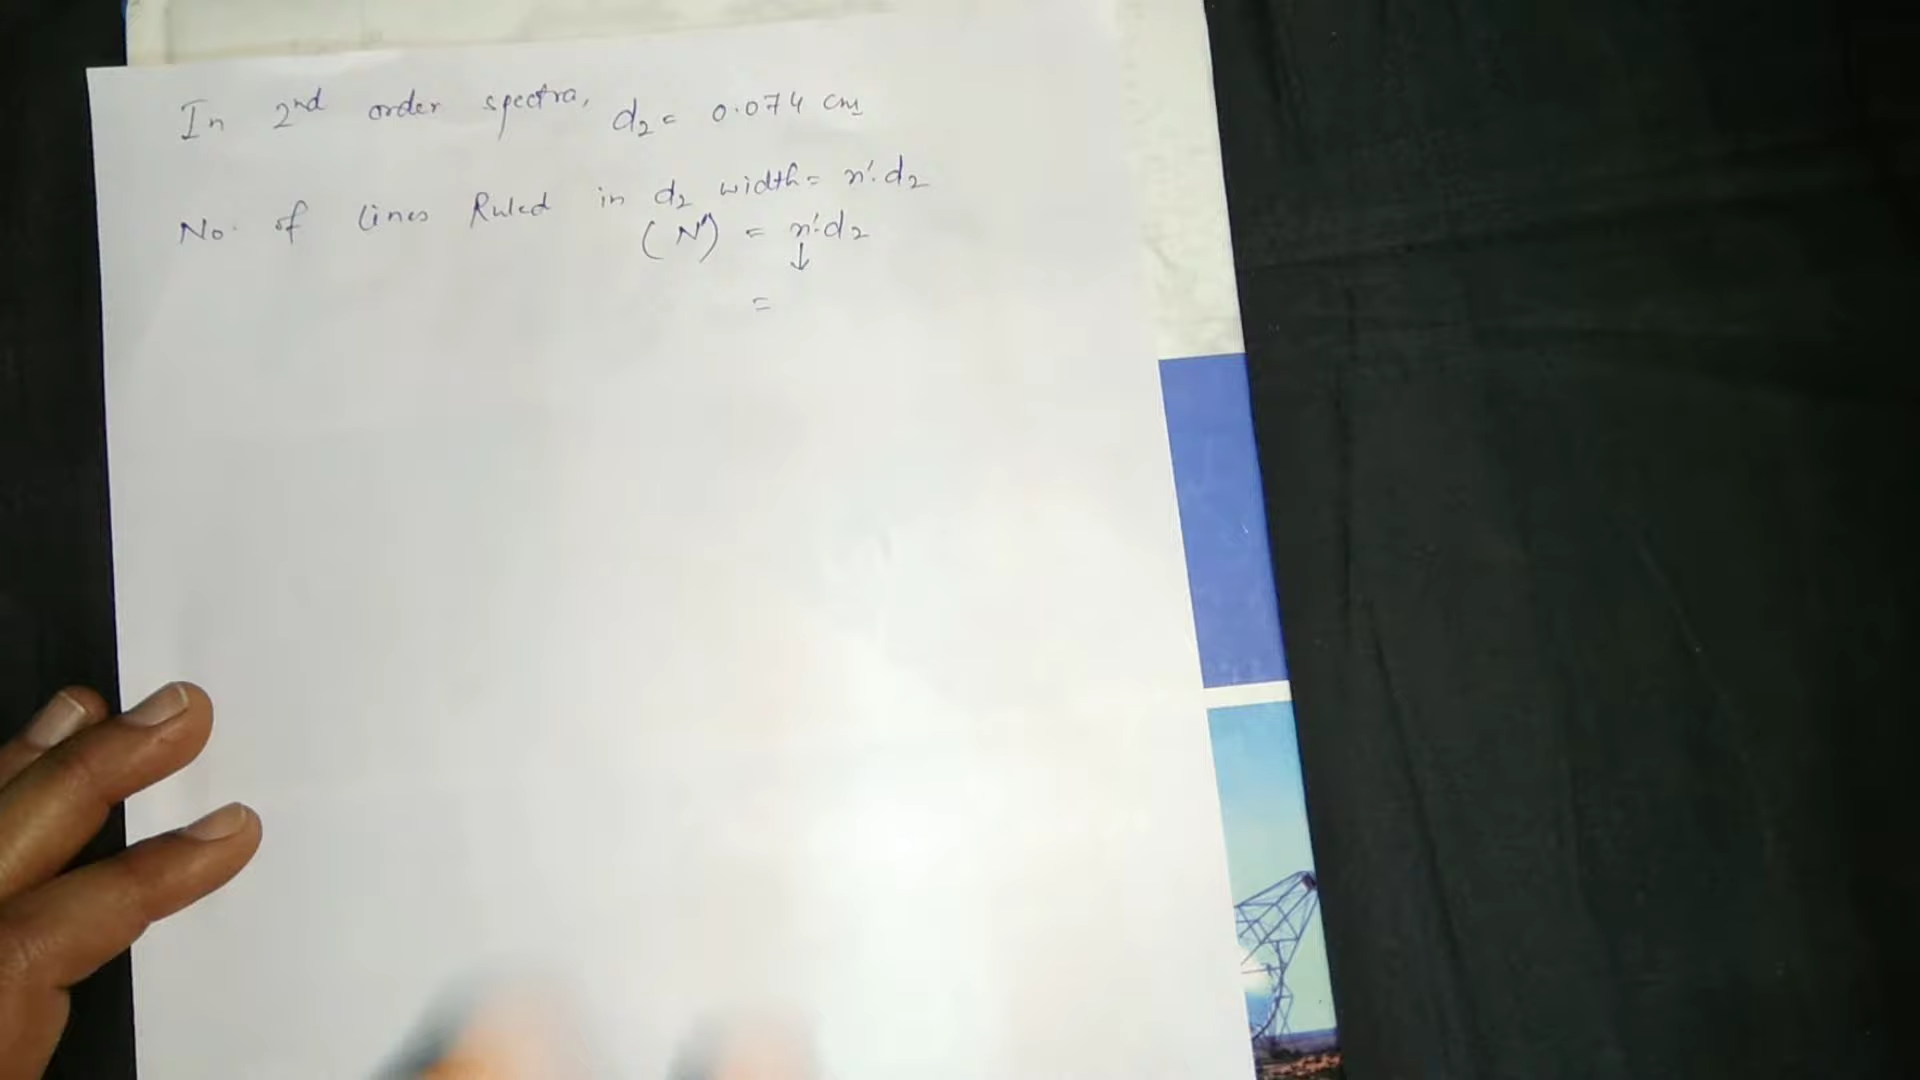 In 2nd order spectra, d₂ = 0.074 cm
No. of lines Ruled in d₂ width = n'.d₂
(N') = n'.d₂
↓
=